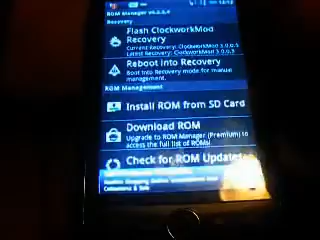 ROM Manager
Recovery
Flash ClockworkMod
Recovery
Current Recovery: ClockworkMod 3.0.0.5
Latest Recovery: ClockworkMod 3.0.0.5
Reboot into Recovery
Boot into Recovery mode for manual
management.
ROM Management
Install ROM from SD Card
Download ROM
Upgrade to ROM Manager (Premium) to
access the full list of ROMs!
Check for ROM Updates